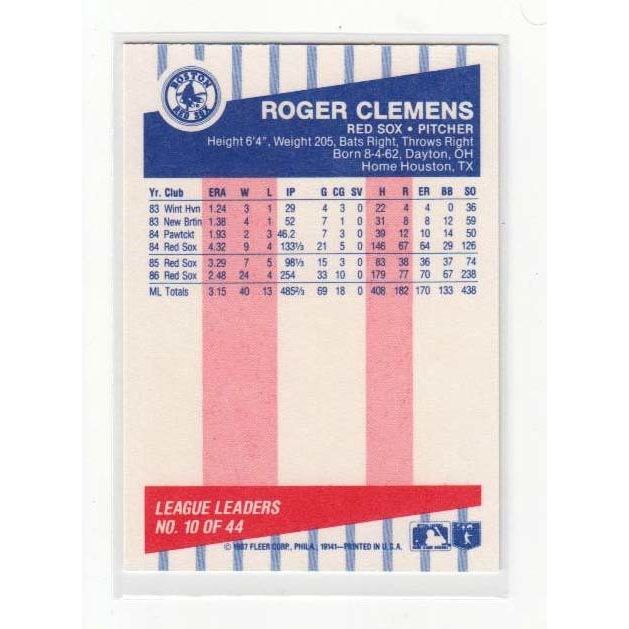 BOSTON
RED SOX
ROGER CLEMENS
RED SOX • PITCHER
Height 6'4", Weight 205, Bats Right, Throws Right
Born 8-4-62, Dayton, OH
Home Houston, TX
Yr. Club ERA W L IP G CG SV H R ER BB SO
83 Wint Hvn 1.24 3 1 29 4 3 0 22 4 4 0 36
83 New Brtin 1.38 4 1 52 7 1 0 31 8 8 12 59
84 Pawtckt 1.93 2 3 46.2 7 3 0 39 12 10 14 50
84 Red Sox 4.32 9 4 133⅓ 21 5 0 146 67 64 29 126
85 Red Sox 3.29 7 5 98⅓ 15 3 0 83 38 36 37 74
86 Red Sox 2.48 24 4 254 33 10 0 179 77 70 67 238
ML Totals 3.15 40 13 485⅔ 69 18 0 408 182 170 133 438
LEAGUE LEADERS
NO. 10 OF 44
© 1987 FLEER CORP., PHILA., 19141—PRINTED IN U.S.A.